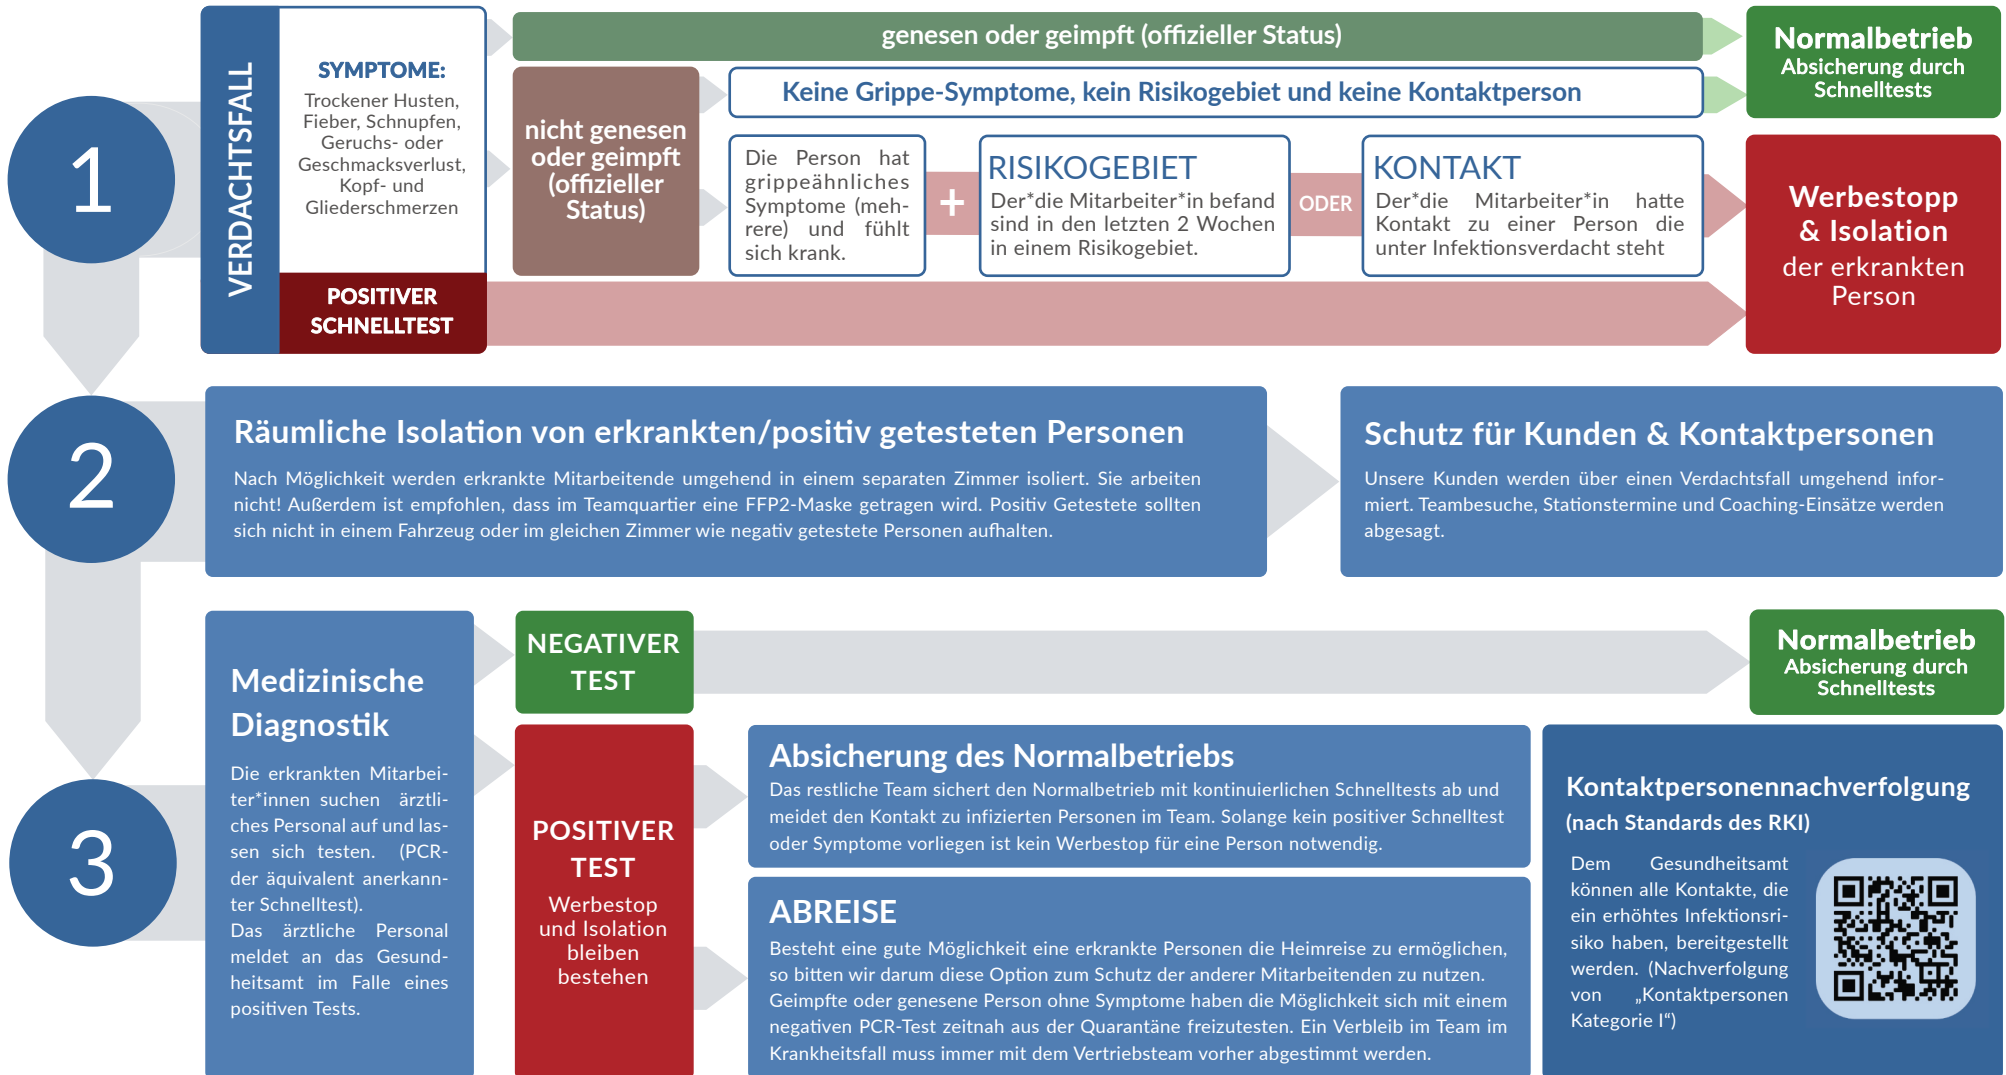 1
VERDACHTSFALL
SYMPTOME:
Trockener Husten,
Fieber, Schnupfen,
Geruchs- oder
Geschmacksverlust,
Kopf- und
Gliederschmerzen
POSITIVER
SCHNELLTEST
genesen oder geimpft (offizieller Status)
nicht genesen
oder geimpft
(offizieller
Status)
Keine Grippe-Symptome, kein Risikogebiet und keine Kontaktperson
Die Person hat
grippeähnliches
Symptome (meh-
rere) und fühlt
sich krank.
+
RISIKOGEBIET
Der*die Mitarbeiter*in befand
sind in den letzten 2 Wochen
in einem Risikogebiet.
ODER
KONTAKT
Der*die Mitarbeiter*in hatte
Kontakt zu einer Person die
unter Infektionsverdacht steht
Normalbetrieb
Absicherung durch
Schnelltests
Werbestopp
& Isolation
der erkrankten
Person
2
Räumliche Isolation von erkrankten/positiv getesteten Personen
Nach Möglichkeit werden erkrankte Mitarbeitende umgehend in einem separaten Zimmer isoliert. Sie arbeiten
nicht! Außerdem ist empfohlen, dass im Teamquartier eine FFP2-Maske getragen wird. Positiv Getestete sollten
sich nicht in einem Fahrzeug oder im gleichen Zimmer wie negativ getestete Personen aufhalten.
Schutz für Kunden & Kontaktpersonen
Unsere Kunden werden über einen Verdachtsfall umgehend infor-
miert. Teambesuche, Stationstermine und Coaching-Einsätze werden
abgesagt.
3
Medizinische
Diagnostik
Die erkrankten Mitarbei-
ter*innen suchen ärztli-
ches Personal auf und las-
sen sich testen. (PCR-
der äquivalent anerkann-
ter Schnelltest).
Das ärztliche Personal
meldet an das Gesund-
heitsamt im Falle eines
positiven Tests.
NEGATIVER
TEST
Normalbetrieb
Absicherung durch
Schnelltests
POSITIVER
TEST
Werbestop
und Isolation
bleiben
bestehen
Absicherung des Normalbetriebs
Das restliche Team sichert den Normalbetrieb mit kontinuierlichen Schnelltests ab und
meidet den Kontakt zu infizierten Personen im Team. Solange kein positiver Schnelltest
oder Symptome vorliegen ist kein Werbestop für eine Person notwendig.
ABREISE
Besteht eine gute Möglichkeit eine erkrankte Personen die Heimreise zu ermöglichen,
so bitten wir darum diese Option zum Schutz der anderer Mitarbeitenden zu nutzen.
Geimpfte oder genesene Person ohne Symptome haben die Möglichkeit sich mit einem
negativen PCR-Test zeitnah aus der Quarantäne freizutesten. Ein Verbleib im Team im
Krankheitsfall muss immer mit dem Vertriebsteam vorher abgestimmt werden.
Kontaktpersonennachverfolgung
(nach Standards des RKI)
Dem Gesundheitsamt
können alle Kontakte, die
ein erhöhtes Infektionsri-
siko haben, bereitgestellt
werden. (Nachverfolgung
von „Kontaktpersonen
Kategorie I“)